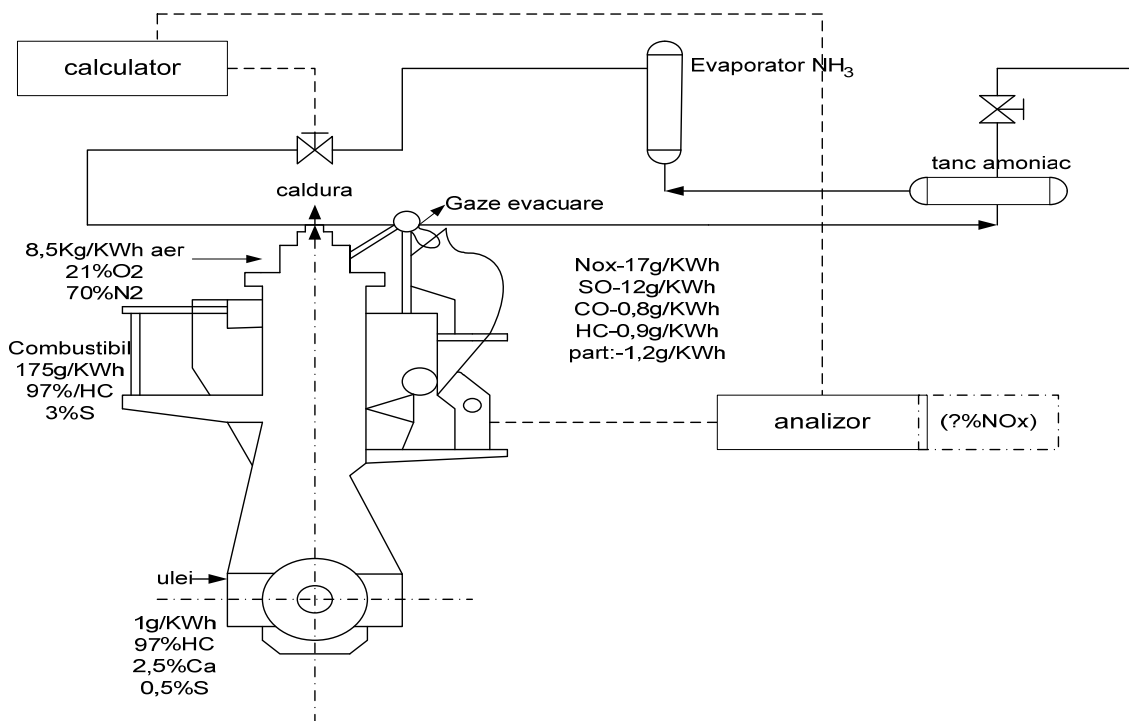 calculator
Evaporator NH₃
tanc amoniac
caldura
Gaze evacuare
8,5Kg/KWh aer
21%O2
70%N2
Nox-17g/KWh
SO-12g/KWh
CO-0,8g/KWh
HC-0,9g/KWh
part:-1,2g/KWh
Combustibil
175g/KWh
97%/HC
3%S
analizor
(?%NOx)
ulei
1g/KWh
97%HC
2,5%Ca
0,5%S